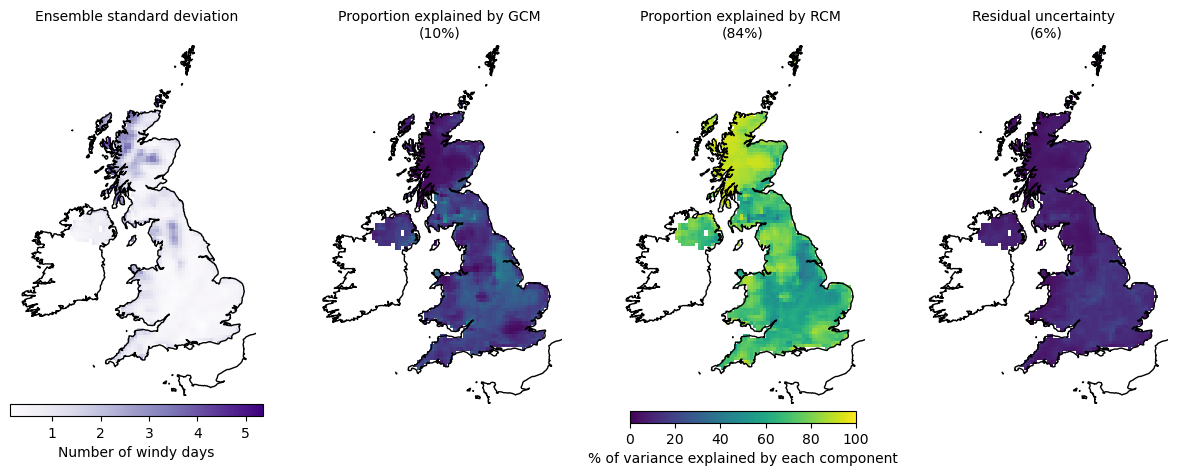 Ensemble standard deviation
Proportion explained by GCM
(10%)
Proportion explained by RCM
(84%)
Residual uncertainty
(6%)
1 2 3 4 5
Number of windy days
0 20 40 60 80 100
% of variance explained by each component